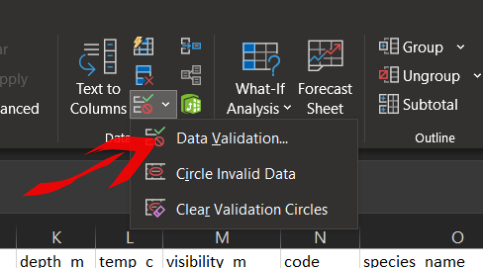 ar
pply
anced
Text to
Columns
Data
What-If
Analysis
Forecast
Sheet
Group
Ungroup
Subtotal
Outline
Data Validation...
Circle Invalid Data
Clear Validation Circles
K L M N O
depth_m temp_c visibility_m code species_name